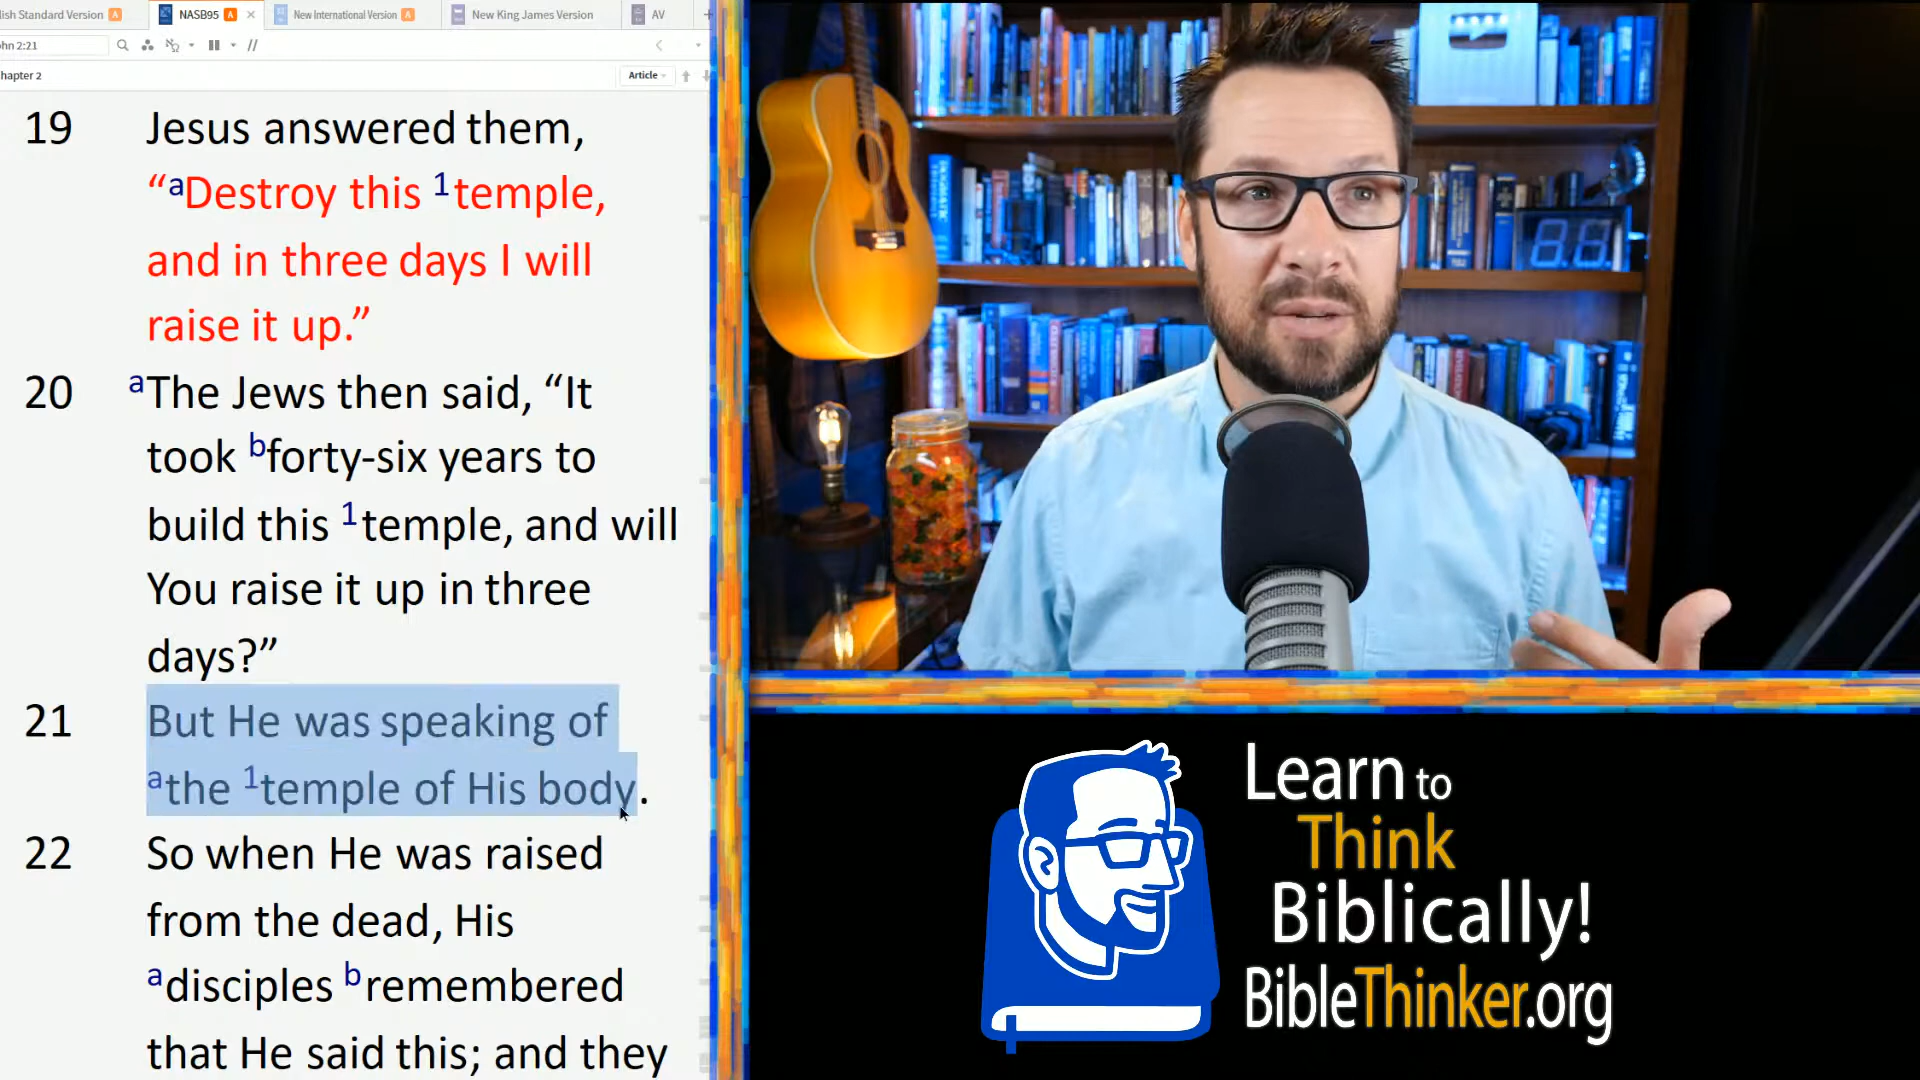 lish Standard Version A
NASB95 A
New International Version A
New King James Version
AV
ohn 2:21
hapter 2
Article
19 Jesus answered them,
“aDestroy this 1temple,
and in three days I will
raise it up.”
20 aThe Jews then said, “It
took bforty-six years to
build this 1temple, and will
You raise it up in three
days?”
21 But He was speaking of
athe 1temple of His body.
22 So when He was raised
from the dead, His
adisciples bremembered
that He said this; and they
Learn to
Think
Biblically!
BibleThinker.org